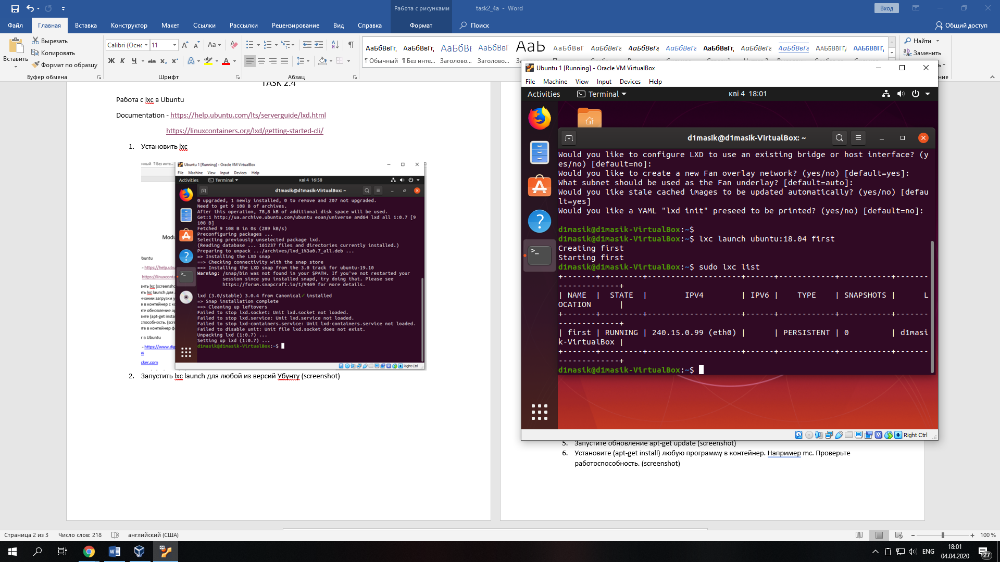 Работа с рисунками
task2_4a - Word
Вход
Файл
Главная
Вставка
Конструктор
Макет
Ссылки
Рассылки
Рецензирование
Вид
Справка
Формат
Поиск
Общий доступ
Вставить
Вырезать
Копировать
Формат по образцу
Буфер обмена
Calibri (Оснс
11
Шрифт
Абзац
¶ Обычный
¶ Без инте...
Заголово...
Заголово...
Найти
Заменить
TASK 2.4
Работа с lxc в Ubuntu
Documentation - https://help.ubuntu.com/lts/serverguide/lxd.html
https://linuxcontainers.org/lxd/getting-started-cli/
1. Установить lxc
Ubuntu 1 [Running] - Oracle VM VirtualBox
File Machine View Input Devices Help
Activities
Terminal
кві 4 16:58
d1masik@d1masik-VirtualBox: ~
0 upgraded, 1 newly installed, 0 to remove and 207 not upgraded.
Need to get 9 108 B of archives.
After this operation, 78,8 kB of additional disk space will be used.
Get:1 http://ua.archive.ubuntu.com/ubuntu eoan/universe amd64 lxd all 1:0.7 [9
108 B]
Fetched 9 108 B in 0s (289 kB/s)
Preconfiguring packages ...
Selecting previously unselected package lxd.
(Reading database ... 161237 files and directories currently installed.)
Preparing to unpack .../archives/lxd_1%3a0.7_all.deb ...
=> Installing the LXD snap
==> Checking connectivity with the snap store
==> Installing the LXD snap from the 3.0 track for ubuntu-19.10
Warning: /snap/bin was not found in your $PATH. If you've not restarted your
session since you installed snapd, try doing that. Please see
https://forum.snapcraft.io/t/9469 for more details.
lxd (3.0/stable) 3.0.4 from Canonical✓ installed
=> Snap installation complete
==> Cleaning up leftovers
Failed to stop lxd.socket: Unit lxd.socket not loaded.
Failed to stop lxd.service: Unit lxd.service not loaded.
Failed to stop lxd-containers.service: Unit lxd-containers.service not loaded.
Failed to disable unit: Unit file lxd.socket does not exist.
Unpacking lxd (1:0.7) ...
Setting up lxd (1:0.7) ...
d1masik@d1masik-VirtualBox:~$
Right Ctrl
2. Запустить lxc launch для любой из версий Убунту (screenshot)
Ubuntu 1 [Running] - Oracle VM VirtualBox
File Machine View Input Devices Help
Activities
Terminal
кві 4 18:01
d1masik@d1masik-VirtualBox: ~
Would you like to configure LXD to use an existing bridge or host interface? (y
es/no) [default=no]:
Would you like to create a new Fan overlay network? (yes/no) [default=yes]:
What subnet should be used as the Fan underlay? [default=auto]:
Would you like stale cached images to be updated automatically? (yes/no) [defau
lt=yes]
Would you like a YAML "lxd init" preseed to be printed? (yes/no) [default=no]:
d1masik@d1masik-VirtualBox:~$
d1masik@d1masik-VirtualBox:~$ lxc launch ubuntu:18.04 first
Creating first
Starting first
d1masik@d1masik-VirtualBox:~$ sudo lxc list
| NAME | STATE | IPV4 | IPV6 | TYPE | SNAPSHOTS | L
OCATION |
| first | RUNNING | 240.15.0.99 (eth0) | | PERSISTENT | 0 | d1masi
k-VirtualBox |
d1masik@d1masik-VirtualBox:~$
Right Ctrl
5. Запустите обновление apt-get update (screenshot)
6. Установите (apt-get install) любую программу в контейнер. Например mc. Проверьте
работоспособность. (screenshot)
Страница 2 из 3
Число слов: 218
английский (США)
100 %
ENG
18:01
04.04.2020
27